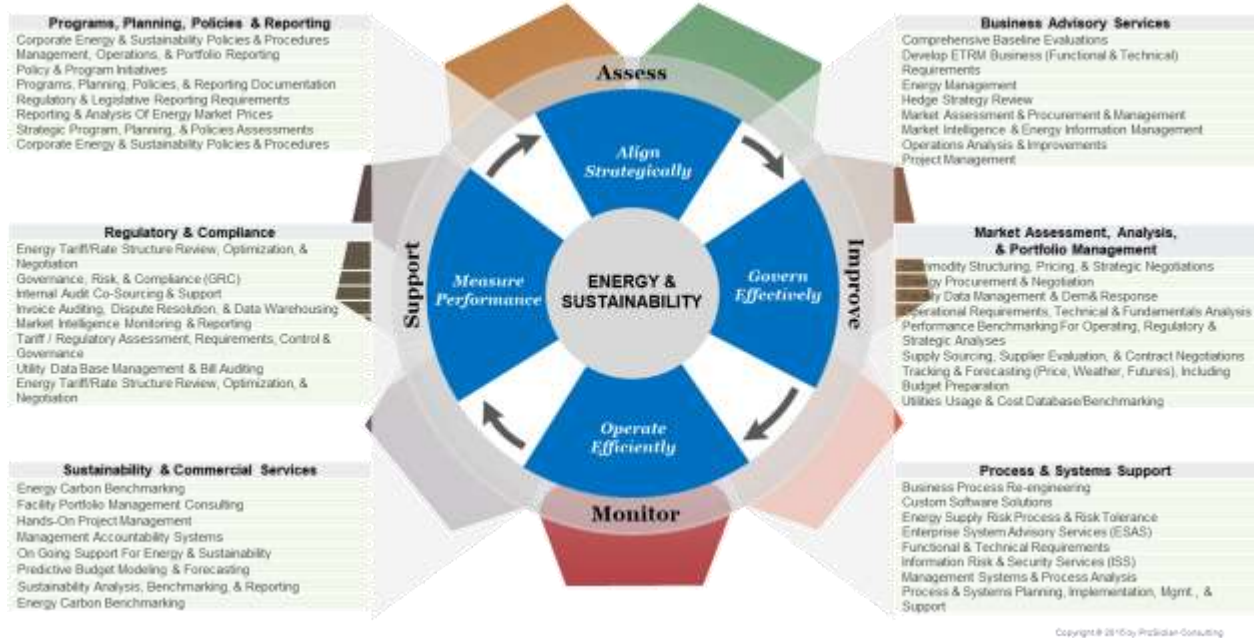 Programs, Planning, Policies & Reporting
Corporate Energy & Sustainability Policies & Procedures
Management, Operations, & Portfolio Reporting
Policy & Program Initiatives
Programs, Planning, Policies, & Reporting Documentation
Regulatory & Legislative Reporting Requirements
Reporting & Analysis Of Energy Market Prices
Strategic Program, Planning, & Policies Assessments
Corporate Energy & Sustainability Policies & Procedures
Regulatory & Compliance
Energy Tariff/Rate Structure Review, Optimization, &
Negotiation
Governance, Risk, & Compliance (GRC)
Internal Audit Co-Sourcing & Support
Invoice Auditing, Dispute Resolution, & Data Warehousing
Market Intelligence Monitoring & Reporting
Tariff / Regulatory Assessment, Requirements, Control &
Governance
Utility Data Base Management & Bill Auditing
Energy Tariff/Rate Structure Review, Optimization, &
Negotiation
Sustainability & Commercial Services
Energy Carbon Benchmarking
Facility Portfolio Management Consulting
Hands-On Project Management
Management Accountability Systems
On Going Support For Energy & Sustainability
Predictive Budget Modeling & Forecasting
Sustainability Analysis, Benchmarking, & Reporting
Energy Carbon Benchmarking
Assess
Improve
Monitor
Support
Align
Strategically
Govern
Effectively
Operate
Efficiently
Measure
Performance
ENERGY &
SUSTAINABILITY
Business Advisory Services
Comprehensive Baseline Evaluations
Develop ETRM Business (Functional & Technical)
Requirements
Energy Management
Hedge Strategy Review
Market Assessment & Procurement & Management
Market Intelligence & Energy Information Management
Operations Analysis & Improvements
Project Management
Market Assessment, Analysis,
& Portfolio Management
Structuring, Pricing, & Strategic Negotiations
Procurement & Negotiation
Data Management & Dem& Response
Operational Requirements, Technical & Fundamentals Analysis
Performance Benchmarking For Operating, Regulatory &
Strategic Analyses
Supply Sourcing, Supplier Evaluation, & Contract Negotiations
Tracking & Forecasting (Price, Weather, Futures), Including
Budget Preparation
Utilities Usage & Cost Database/Benchmarking
Process & Systems Support
Business Process Re-engineering
Custom Software Solutions
Energy Supply Risk Process & Risk Tolerance
Enterprise System Advisory Services (ESAS)
Functional & Technical Requirements
Information Risk & Security Services (ISS)
Management Systems & Process Analysis
Process & Systems Planning, Implementation, Mgmt., &
Support
Copyright © by ProSidian Consulting